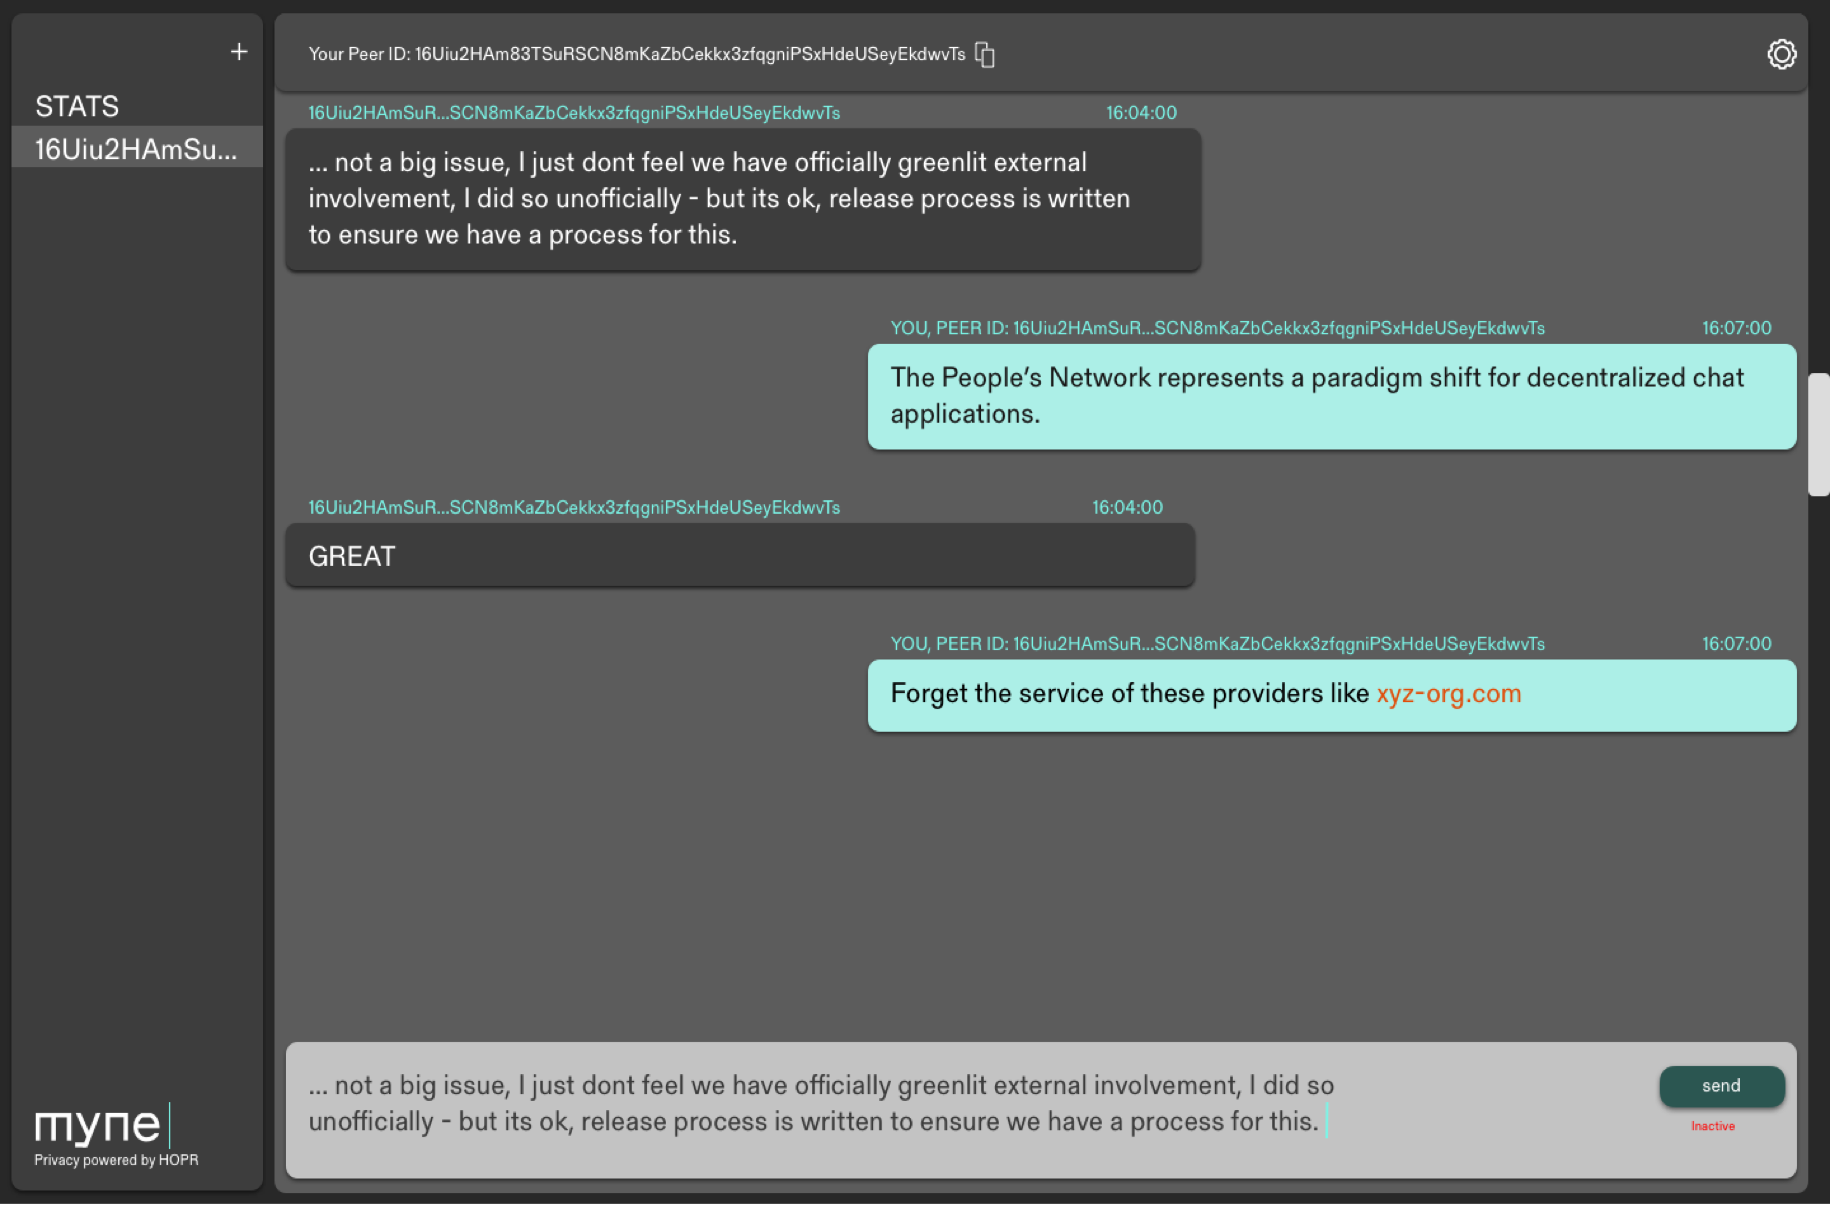 +
STATS
16Uiu2HAmSu...
myne
Privacy powered by HOPR
Your Peer ID: 16Uiu2HAm83TSuRSCN8mKaZbCekkx3zfqgniPSxHdeUSeyEkdwvTs
16Uiu2HAmSuR...SCN8mKaZbCekkx3zfqgniPSxHdeUSeyEkdwvTs 16:04:00
... not a big issue, I just dont feel we have officially greenlit external
involvement, I did so unofficially - but its ok, release process is written
to ensure we have a process for this.
YOU, PEER ID: 16Uiu2HAmSuR...SCN8mKaZbCekkx3zfqgniPSxHdeUSeyEkdwvTs 16:07:00
The People’s Network represents a paradigm shift for decentralized chat
applications.
16Uiu2HAmSuR...SCN8mKaZbCekkx3zfqgniPSxHdeUSeyEkdwvTs 16:04:00
GREAT
YOU, PEER ID: 16Uiu2HAmSuR...SCN8mKaZbCekkx3zfqgniPSxHdeUSeyEkdwvTs 16:07:00
Forget the service of these providers like xyz-org.com
... not a big issue, I just dont feel we have officially greenlit external involvement, I did so
unofficially - but its ok, release process is written to ensure we have a process for this.
send
Inactive